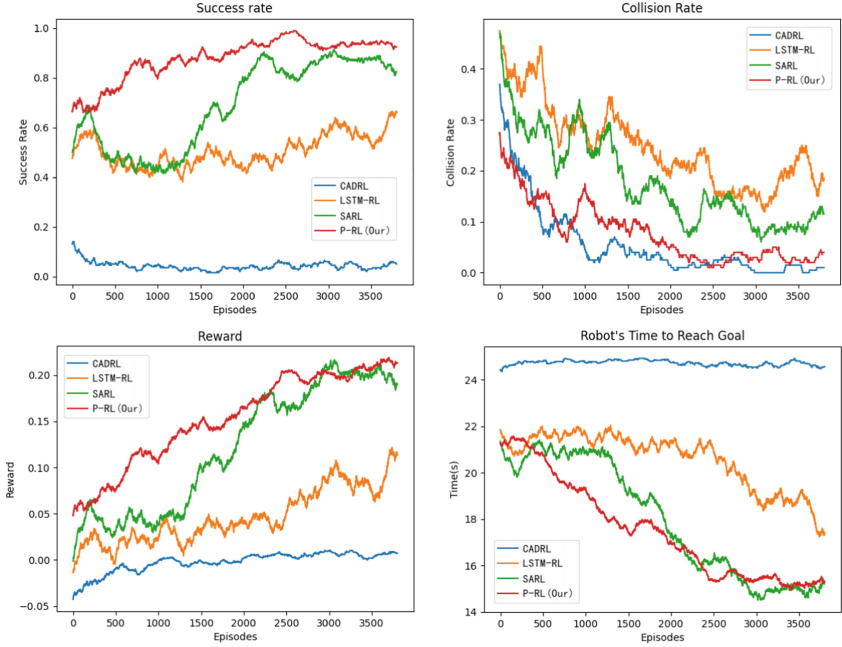 Success rate
1.0
0.8
0.6
0.4
0.2
0.0
Success Rate
CADRL
LSTM-RL
SARL
P-RL(Our)
0 500 1000 1500 2000 2500 3000 3500
Episodes
Collision Rate
0.4
0.3
0.2
0.1
0.0
Collision Rate
CADRL
LSTM-RL
SARL
P-RL(Our)
0 500 1000 1500 2000 2500 3000 3500
Episodes
Reward
0.20
0.15
0.10
0.05
0.00
−0.05
Reward
CADRL
LSTM-RL
SARL
P-RL(Our)
0 500 1000 1500 2000 2500 3000 3500
Episodes
Robot's Time to Reach Goal
24
22
20
18
16
14
Time(s)
CADRL
LSTM-RL
SARL
P-RL(Our)
0 500 1000 1500 2000 2500 3000 3500
Episodes